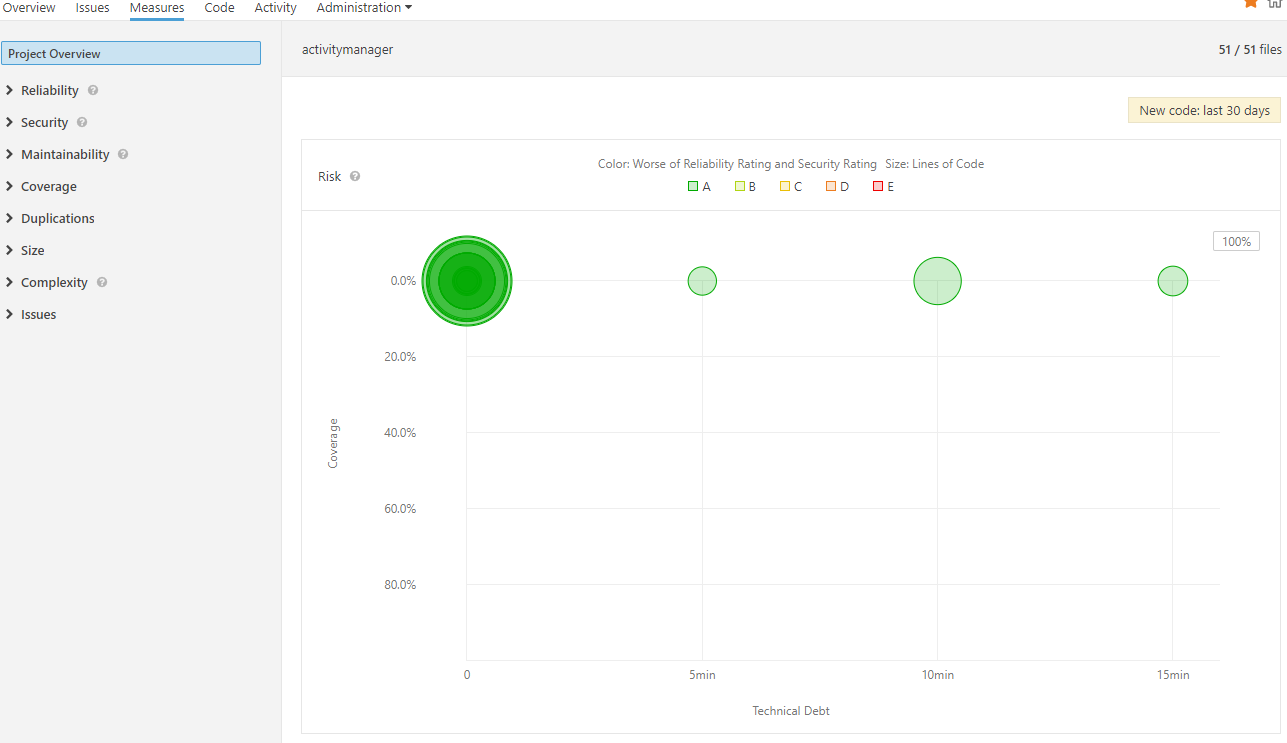 Overview Issues Measures Code Activity Administration
Project Overview
Reliability ?
Security ?
Maintainability ?
Coverage
Duplications
Size
Complexity ?
Issues
activitymanager
51 / 51 files
New code: last 30 days
Risk ?
Color: Worse of Reliability Rating and Security Rating Size: Lines of Code
A B C D E
100%
0.0%
20.0%
40.0%
60.0%
80.0%
Coverage
0 5min 10min 15min
Technical Debt